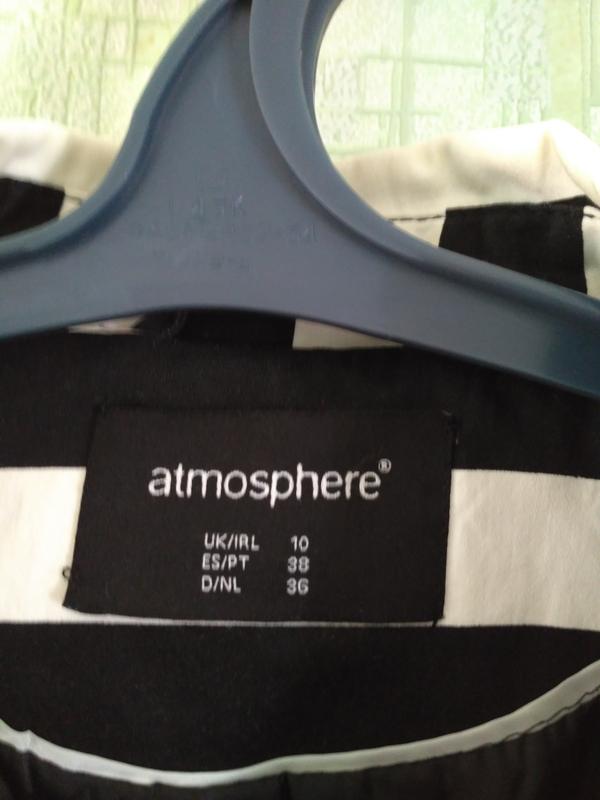 atmosphere®
UK/IRL 10
ES/PT 38
D/NL 36